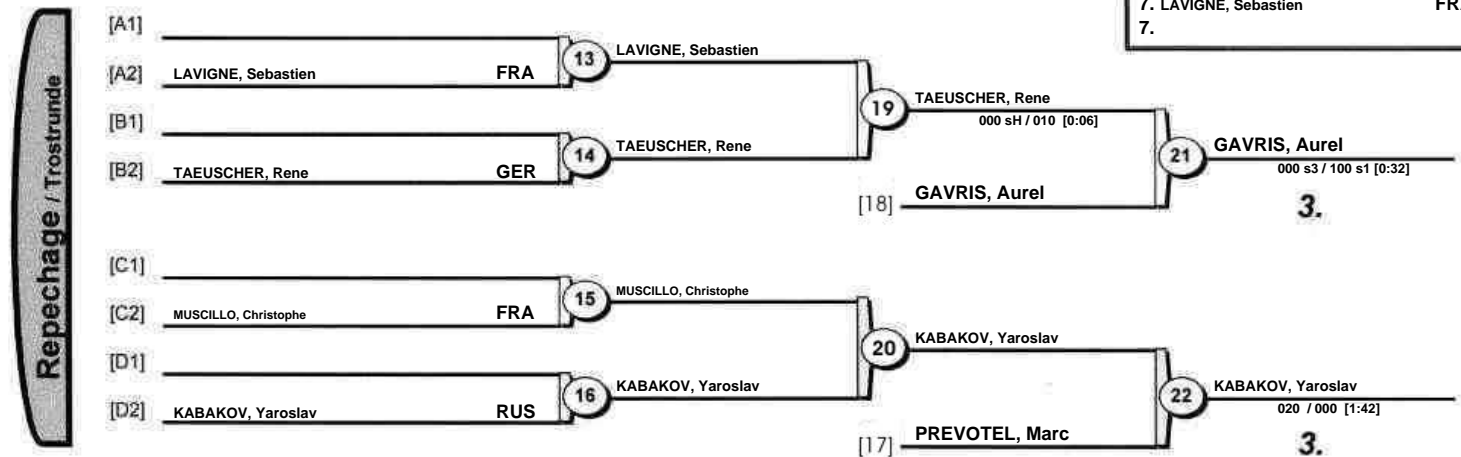 7. LAVIGNE, Sebastien
7.
Repechage / Trostrunde
[A1]
[A2] LAVIGNE, Sebastien FRA
13 LAVIGNE, Sebastien
[B1]
[B2] TAEUSCHER, Rene GER
14 TAEUSCHER, Rene
19 TAEUSCHER, Rene
000 sH / 010 [0:06]
[18] GAVRIS, Aurel
21 GAVRIS, Aurel
000 s3 / 100 s1 [0:32]
3.
[C1]
[C2] MUSCILLO, Christophe FRA
15 MUSCILLO, Christophe
[D1]
[D2] KABAKOV, Yaroslav RUS
16 KABAKOV, Yaroslav
20 KABAKOV, Yaroslav
[17] PREVOTEL, Marc
22 KABAKOV, Yaroslav
020 / 000 [1:42]
3.